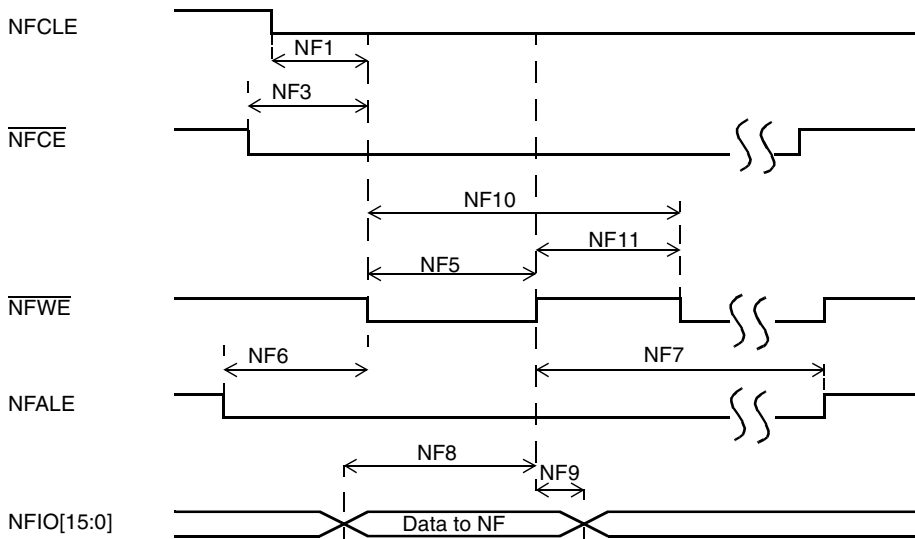 NFCLE
NF1
NF3
NFCE
NF10
NF11
NF5
NFWE
NF6
NF7
NFALE
NF8
NF9
NFIO[15:0]
Data to NF